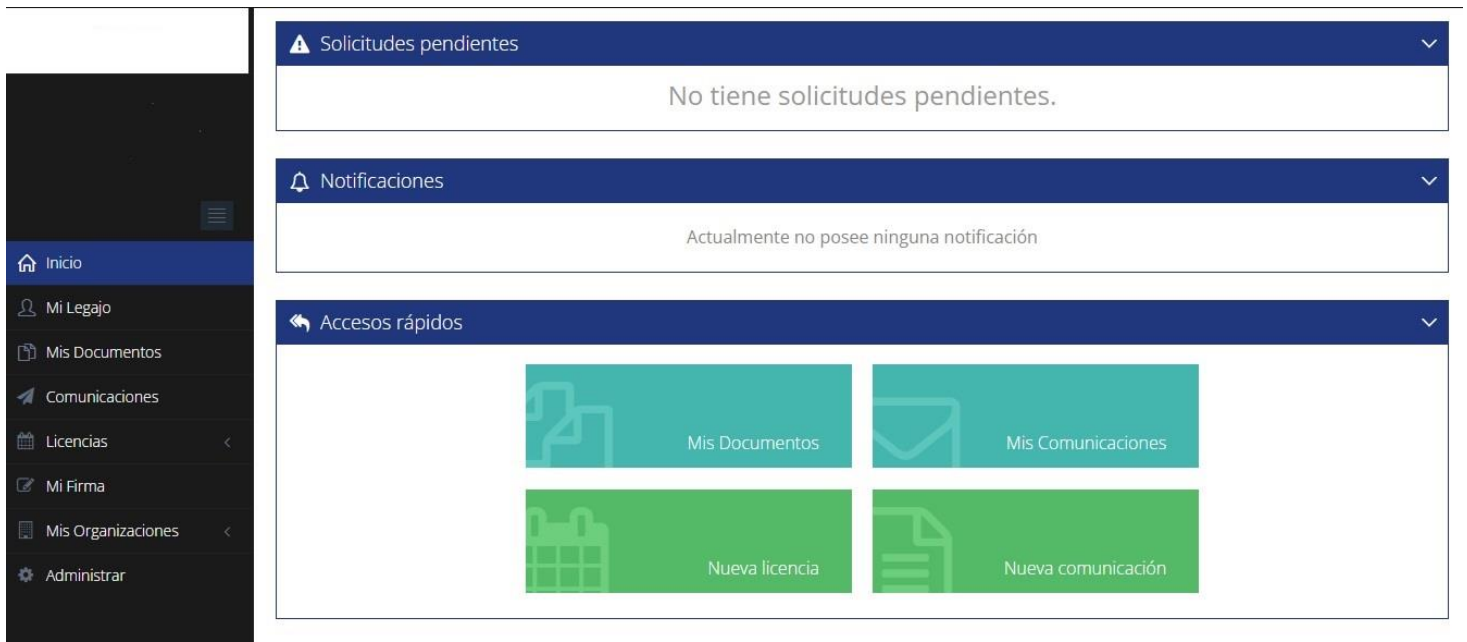 Solicitudes pendientes
No tiene solicitudes pendientes.
Notificaciones
Actualmente no posee ninguna notificación
Inicio
Mi Legajo
Mis Documentos
Comunicaciones
Licencias
Mi Firma
Mis Organizaciones
Administrar
Accesos rápidos
Mis Documentos
Mis Comunicaciones
Nueva licencia
Nueva comunicación